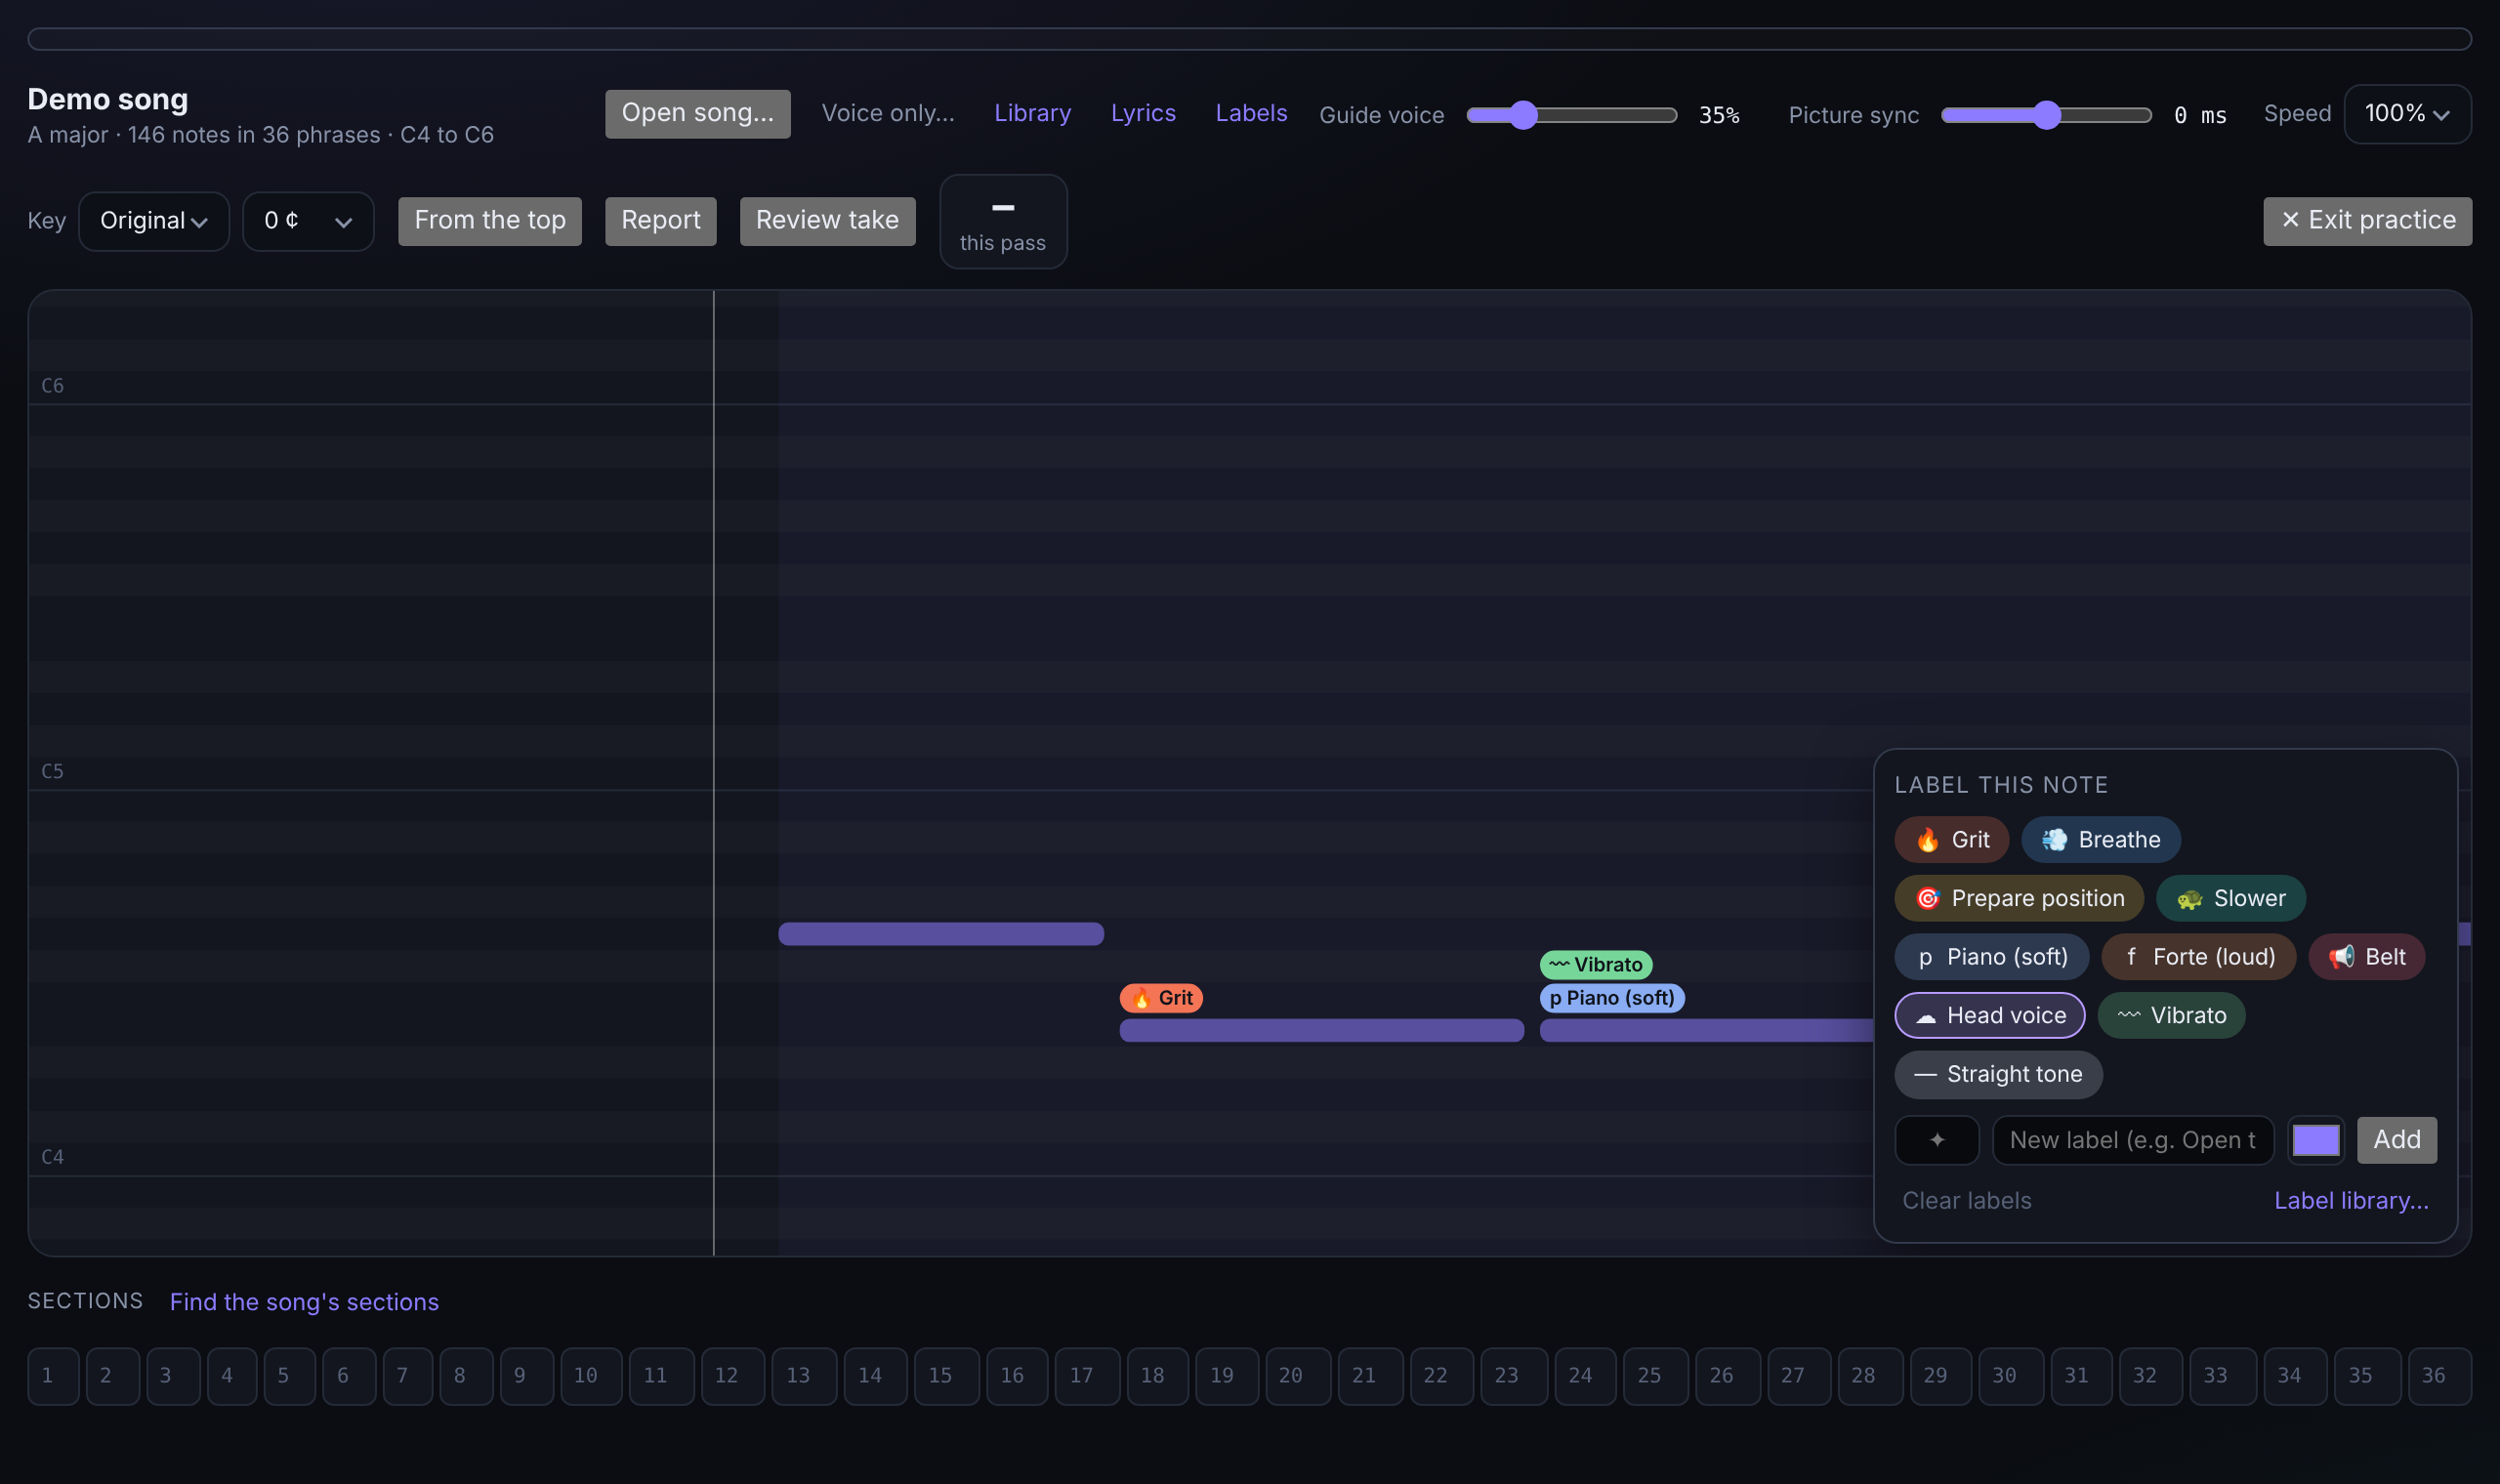 Demo song
A major · 146 notes in 36 phrases · C4 to C6
Open song...
Voice only...
Library
Lyrics
Labels
Guide voice
35%
Picture sync
0 ms
Speed
100%
Key
Original
0 ¢
From the top
Report
Review take
—
this pass
✕ Exit practice
C6
C5
C4
Vibrato
Grit
p Piano (soft)
LABEL THIS NOTE
🔥 Grit
💨 Breathe
🎯 Prepare position
🐢 Slower
p Piano (soft)
f Forte (loud)
📢 Belt
☁ Head voice
〰 Vibrato
— Straight tone
✦
New label (e.g. Open t
Add
Clear labels
Label library...
SECTIONS
Find the song's sections
1 2 3 4 5 6 7 8 9 10 11 12 13 14 15 16 17 18 19 20 21 22 23 24 25 26 27 28 29 30 31 32 33 34 35 36